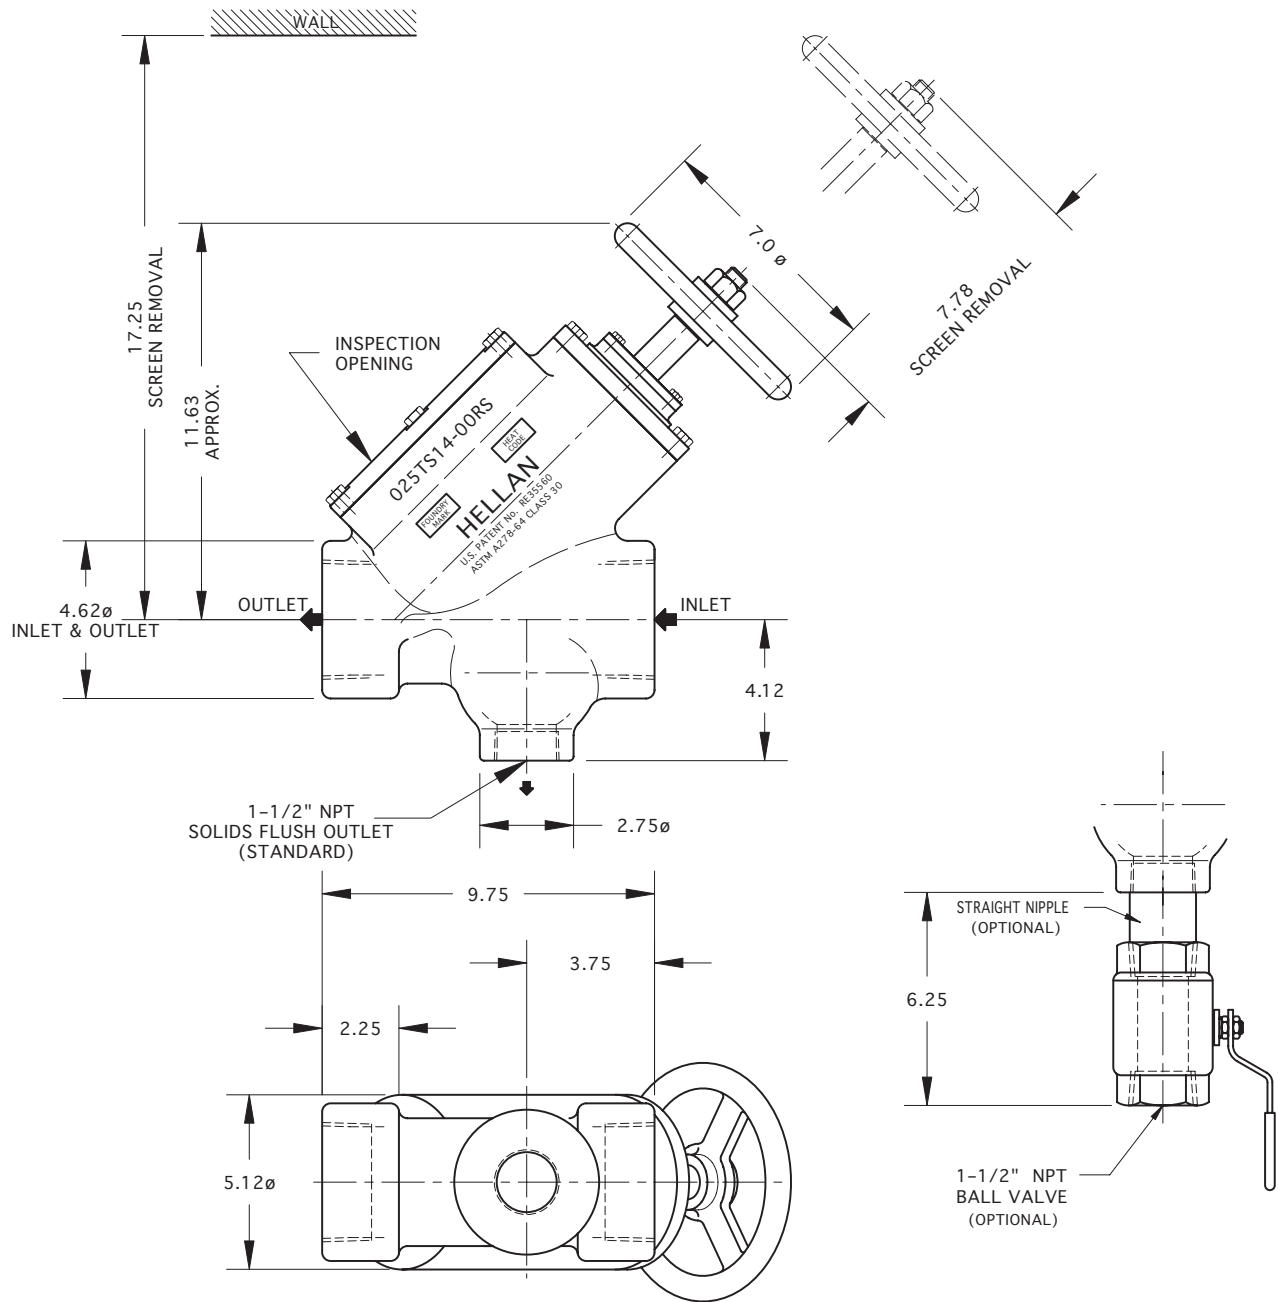 WALL
17.25
SCREEN REMOVAL
11.63
APPROX.
7.0 ø
7.78
SCREEN REMOVAL
INSPECTION
OPENING
025TS14-00RS
HEAT
CODE
FOUNDRY
MARK
HELLAN
U.S. PATENT No. RE35560
ASTM A278-64 CLASS 30
4.62ø
INLET & OUTLET
OUTLET
INLET
4.12
1-1/2" NPT
SOLIDS FLUSH OUTLET
(STANDARD)
2.75ø
9.75
3.75
2.25
5.12ø
STRAIGHT NIPPLE
(OPTIONAL)
6.25
1-1/2" NPT
BALL VALVE
(OPTIONAL)